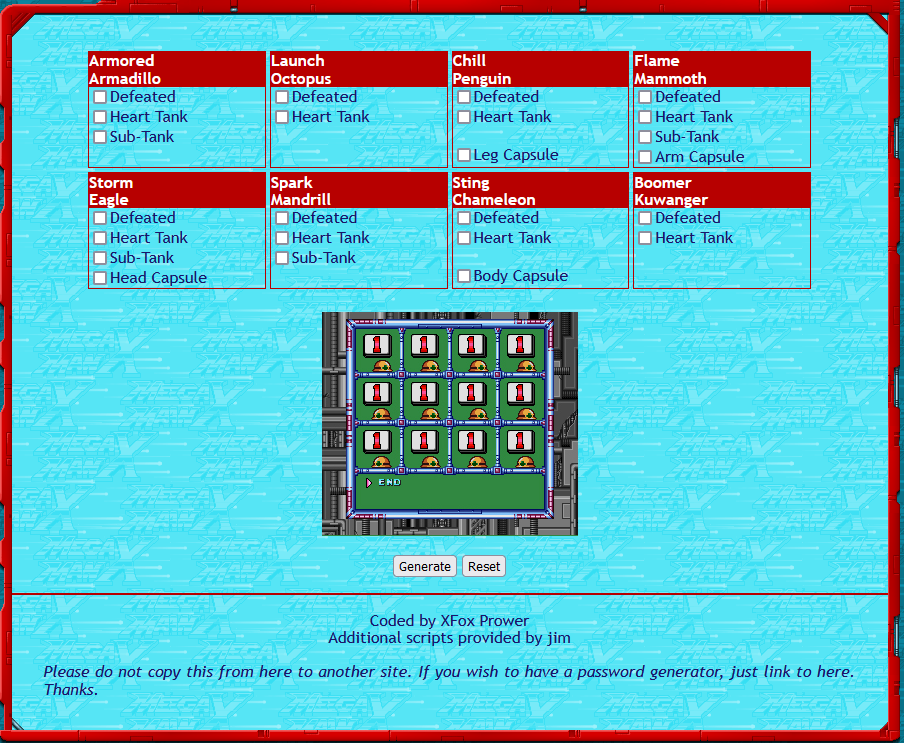 Armored
Armadillo
Defeated
Heart Tank
Sub-Tank
Launch
Octopus
Defeated
Heart Tank
Chill
Penguin
Defeated
Heart Tank
Leg Capsule
Flame
Mammoth
Defeated
Heart Tank
Sub-Tank
Arm Capsule
Storm
Eagle
Defeated
Heart Tank
Sub-Tank
Head Capsule
Spark
Mandrill
Defeated
Heart Tank
Sub-Tank
Sting
Chameleon
Defeated
Heart Tank
Body Capsule
Boomer
Kuwanger
Defeated
Heart Tank
1 1 1 1
1 1 1 1
1 1 1 1
END
Generate Reset
Coded by XFox Prower
Additional scripts provided by jim
Please do not copy this from here to another site. If you wish to have a password generator, just link to here.
Thanks.